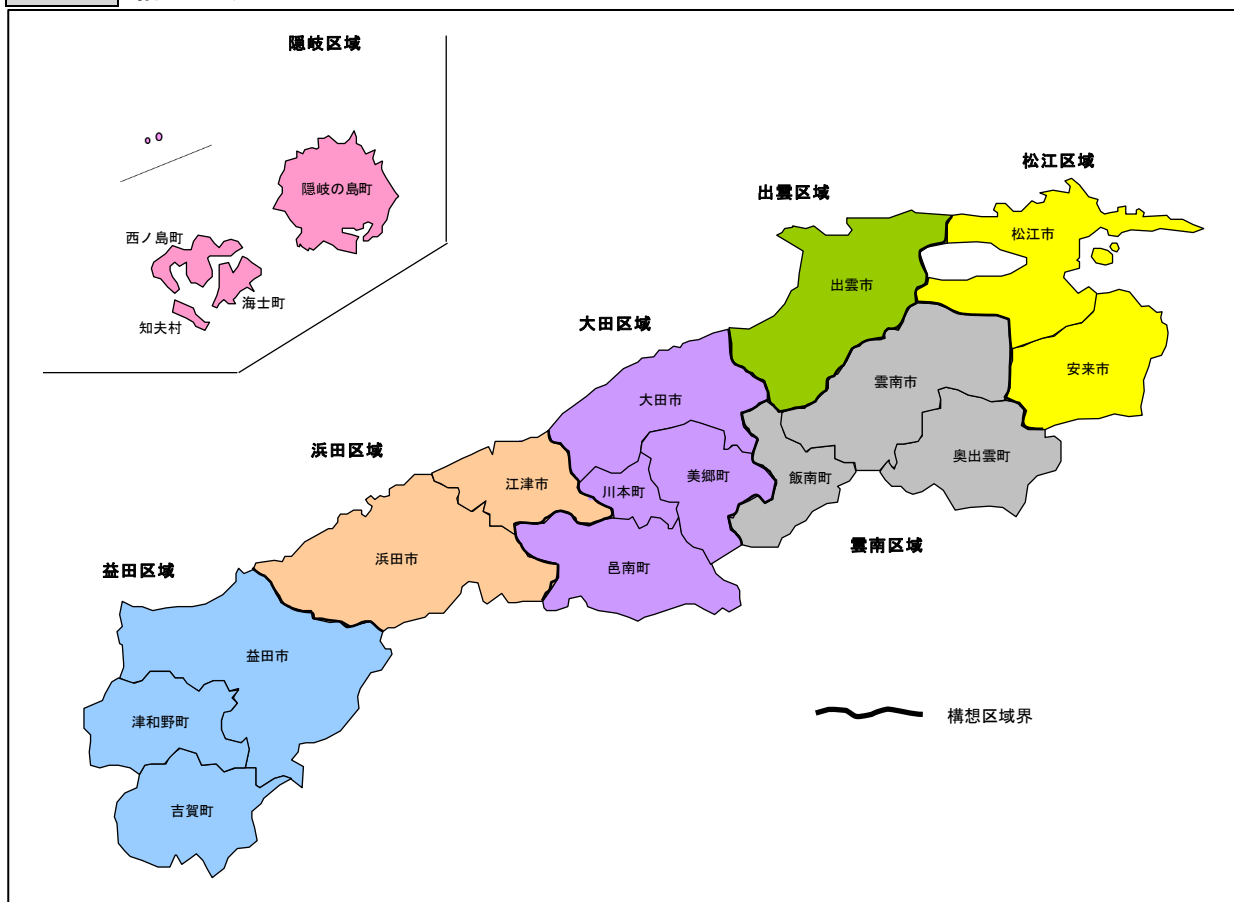 隠岐区域
隠岐の島町
西ノ島町
海士町
知夫村
松江区域
出雲区域
松江市
出雲市
大田区域
安来市
雲南市
大田市
浜田区域
奥出雲町
美郷町
飯南町
江津市
川本町
雲南区域
浜田市
邑南町
益田区域
益田市
構想区域界
津和野町
吉賀町